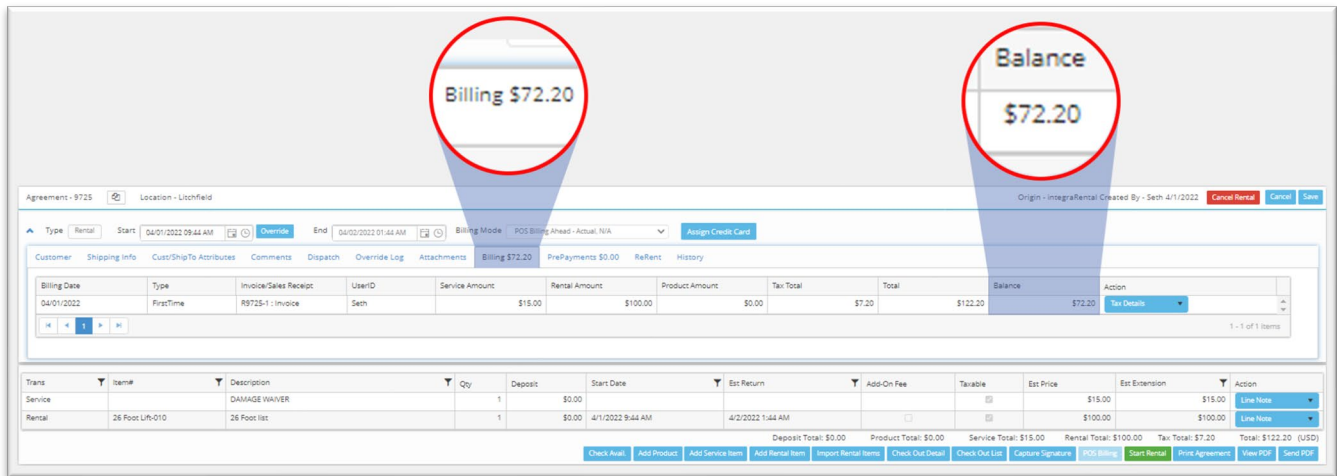 Billing $72.20
Balance
$72.20
Agreement - 9725 Location - Litchfield Origin - IntegraRental Created By - Seth 4/1/2022 Cancel Rental Cancel Save
Type Rental Start 04/01/2022 09:44 AM Override End 04/02/2022 01:44 AM Billing Mode POS Billing Ahead - Actual, N/A Assign Credit Card
Customer Shipping Info Cust/ShipTo Attributes Comments Dispatch Override Log Attachments Billing $72.20 PrePayments $0.00 ReRent History
Billing Date Type Invoice/Sales Receipt UserID Service Amount Rental Amount Product Amount Tax Total Total Balance Action
04/01/2022 FirstTime R9725-1 : Invoice Seth $15.00 $100.00 $0.00 $7.20 $122.20 $72.20 Tax Details
1 1 - 1 of 1 items
Trans Item# Description Qty Deposit Start Date Est Return Add-On Fee Taxable Est Price Est Extension Action
Service DAMAGE WAIVER 1 $0.00 $15.00 $15.00 Line Note
Rental 26 Foot Lift-010 26 Foot list 1 $0.00 4/1/2022 9:44 AM 4/2/2022 1:44 AM $100.00 $100.00 Line Note
Deposit Total: $0.00 Product Total: $0.00 Service Total: $15.00 Rental Total: $100.00 Tax Total: $7.20 Total: $122.20 (USD)
Check Avail. Add Product Add Service Item Add Rental Item Import Rental Items Check Out Detail Check Out List Capture Signature POS Billing Start Rental Print Agreement View PDF Send PDF